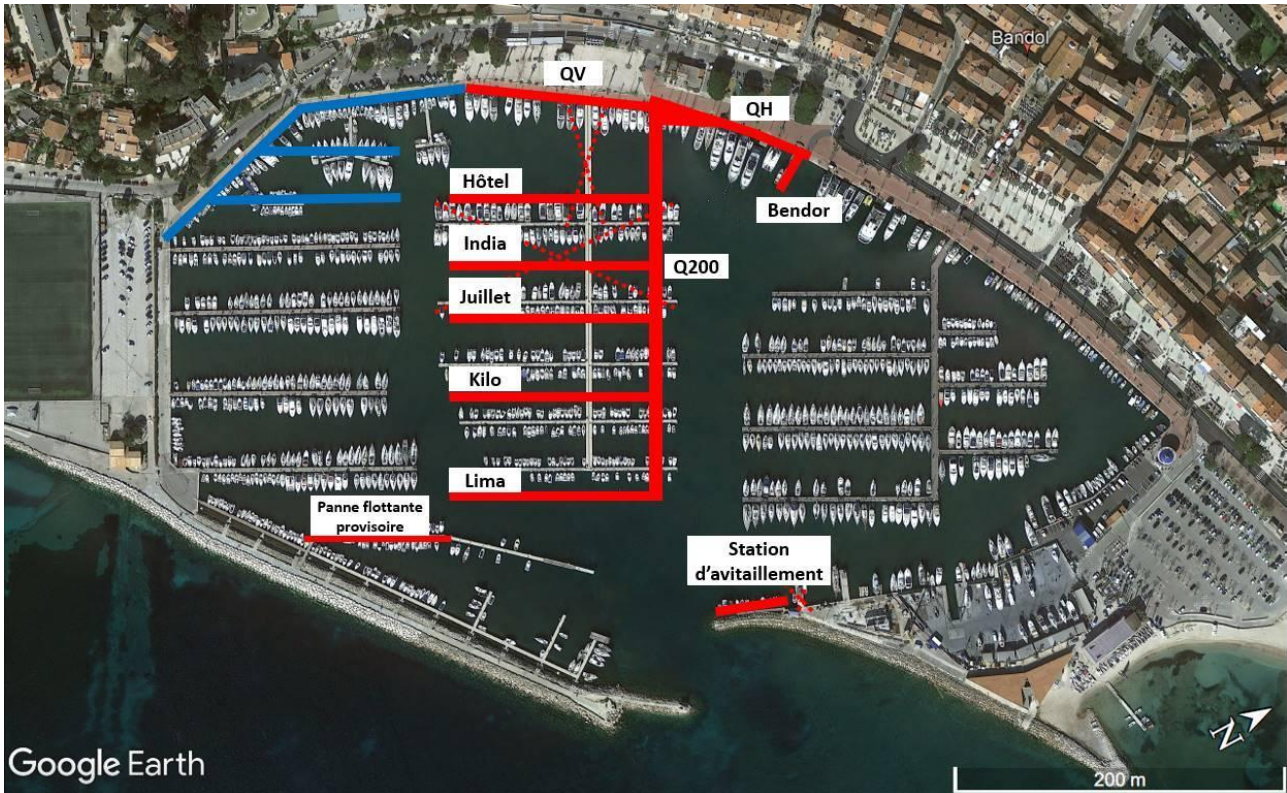 Bandol
QV
QH
Hôtel
Bendor
India
Q200
Juillet
Kilo
Lima
Panne flottante
provisoire
Station
d'avitaillement
N
Google Earth
200 m